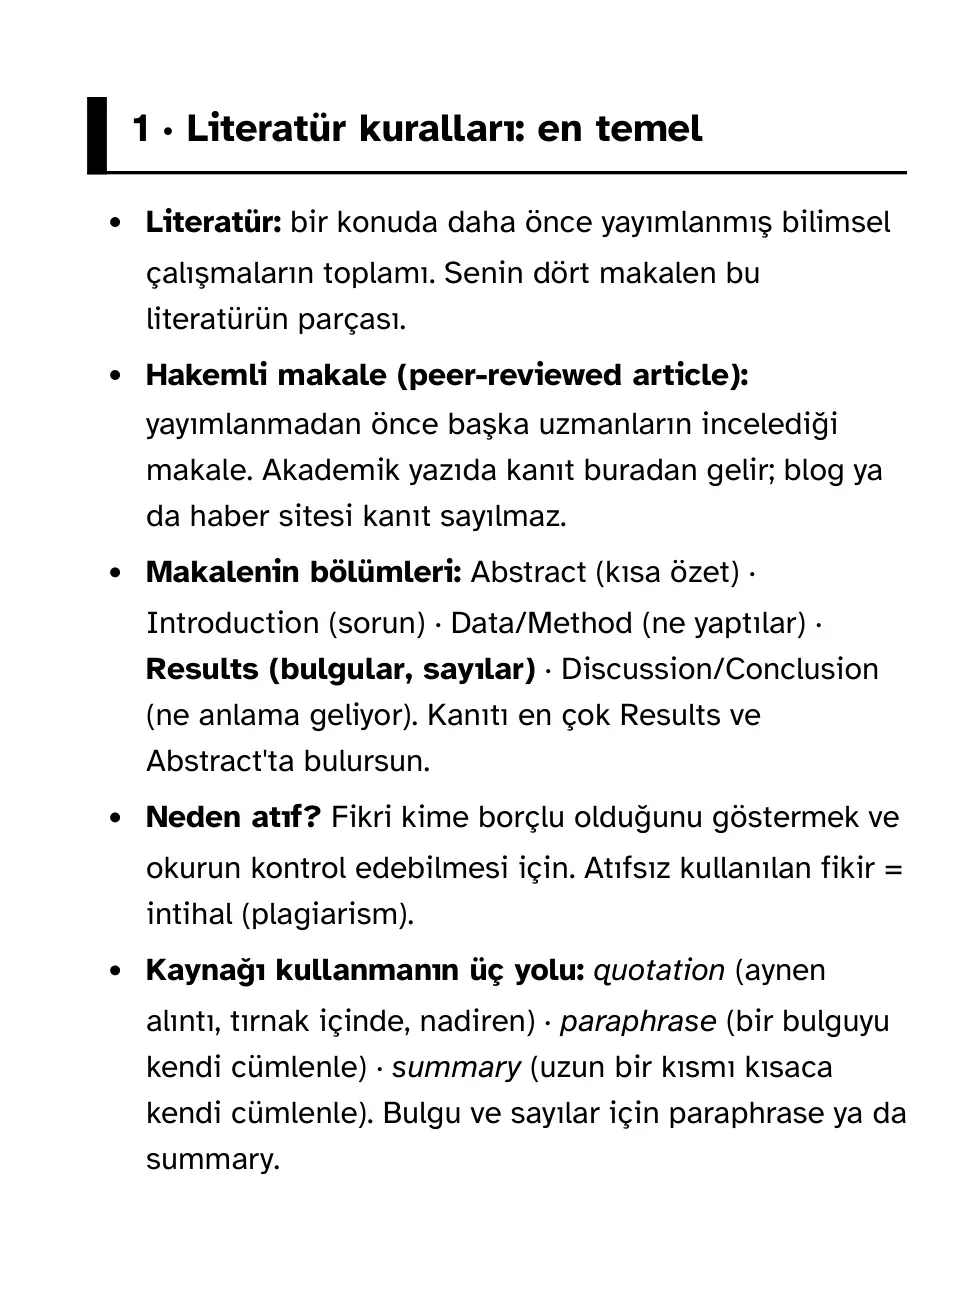 1 · Literatür kuralları: en temel
• Literatür: bir konuda daha önce yayımlanmış bilimsel
çalışmaların toplamı. Senin dört makalen bu
literatürün parçası.
• Hakemli makale (peer-reviewed article):
yayımlanmadan önce başka uzmanların incelediği
makale. Akademik yazıda kanıt buradan gelir; blog ya
da haber sitesi kanıt sayılmaz.
• Makalenin bölümleri: Abstract (kısa özet) ·
Introduction (sorun) · Data/Method (ne yaptılar) ·
Results (bulgular, sayılar) · Discussion/Conclusion
(ne anlama geliyor). Kanıtı en çok Results ve
Abstract'ta bulursun.
• Neden atıf? Fikri kime borçlu olduğunu göstermek ve
okurun kontrol edebilmesi için. Atıfsız kullanılan fikir =
intihal (plagiarism).
• Kaynağı kullanmanın üç yolu: quotation (aynen
alıntı, tırnak içinde, nadiren) · paraphrase (bir bulguyu
kendi cümlenle) · summary (uzun bir kısmı kısaca
kendi cümlenle). Bulgu ve sayılar için paraphrase ya da
summary.